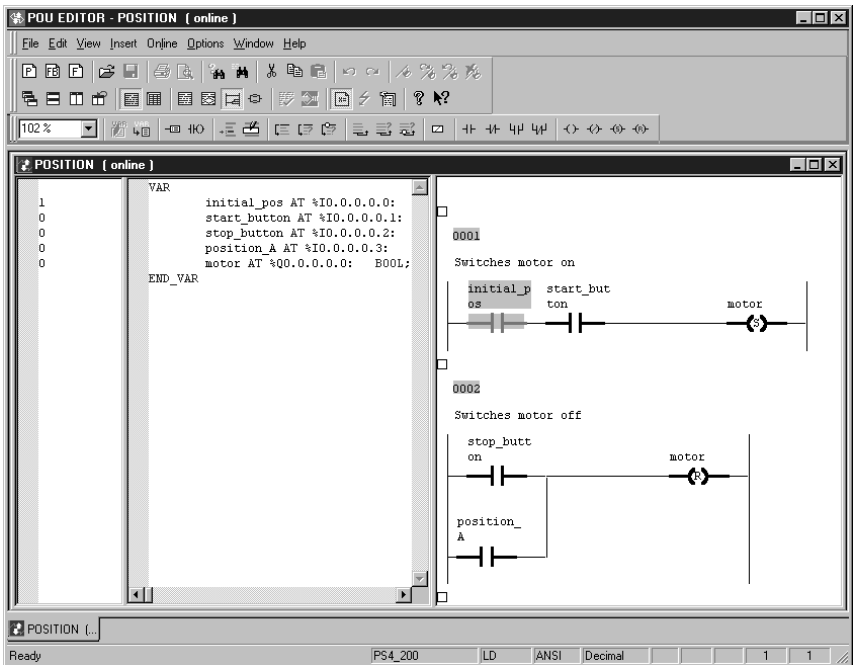 POU EDITOR - POSITION ( online )
File Edit View Insert Online Options Window Help
P FB F
102 %
POSITION ( online )
1
0
0
0
0
VAR
initial_pos AT %I0.0.0.0.0:
start_button AT %I0.0.0.0.1:
stop_button AT %I0.0.0.0.2:
position_A AT %I0.0.0.0.3:
motor AT %Q0.0.0.0.0: BOOL;
END_VAR
0001
Switches motor on
initial_p start_but
os ton motor
S
0002
Switches motor off
stop_butt
on motor
R
position_
A
POSITION (...
Ready PS4_200 LD ANSI Decimal 1 1